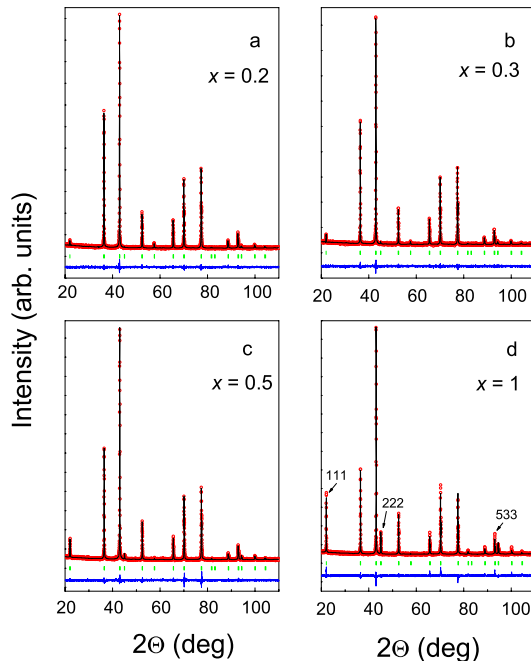 a
x = 0.2
b
x = 0.3
20 40 60 80 100
20 40 60 80 100
Intensity (arb. units)
c
x = 0.5
d
x = 1
111
222
533
20 40 60 80 100
20 40 60 80 100
2Θ (deg)
2Θ (deg)